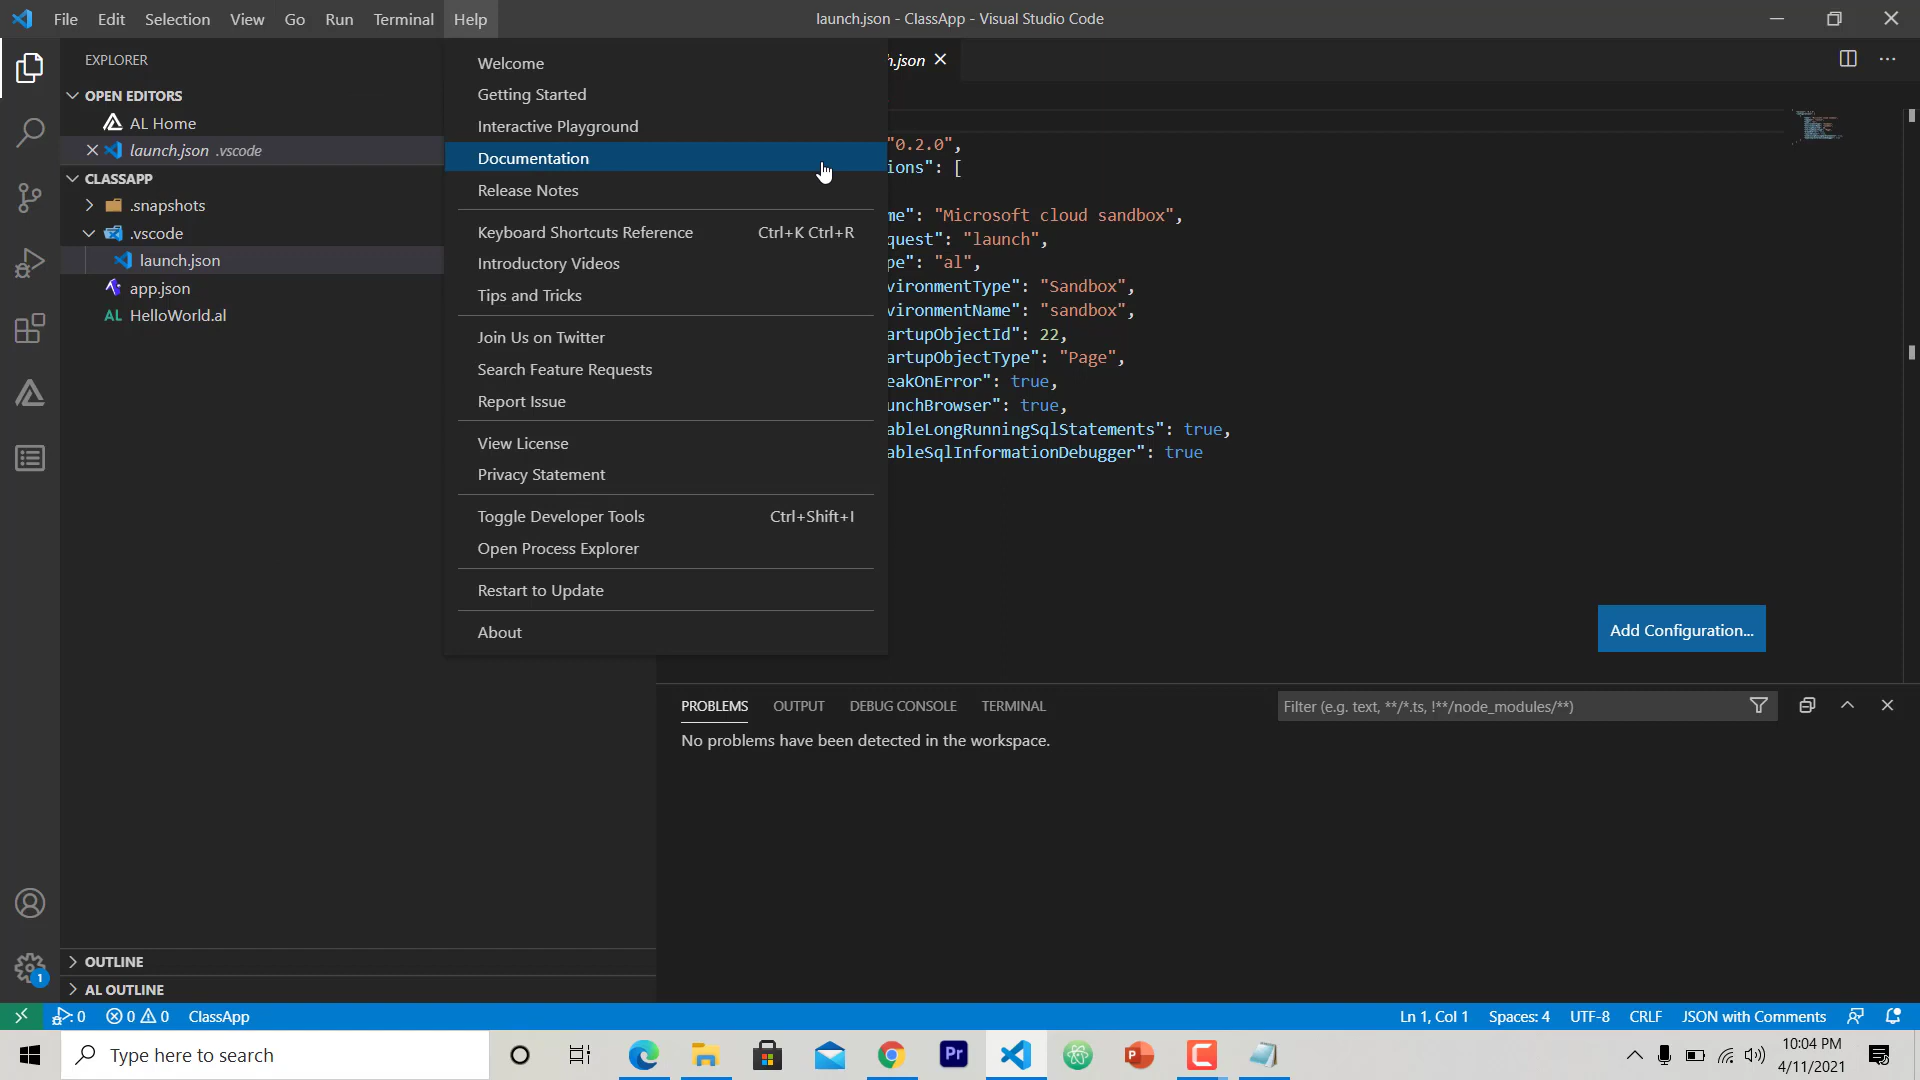 File Edit Selection View Go Run Terminal Help launch.json - ClassApp - Visual Studio Code
EXPLORER
OPEN EDITORS
AL Home
launch.json .vscode
CLASSAPP
.snapshots
.vscode
launch.json
app.json
AL HelloWorld.al
OUTLINE
AL OUTLINE
Welcome
Getting Started
Interactive Playground
Documentation
Release Notes
Keyboard Shortcuts Reference Ctrl+K Ctrl+R
Introductory Videos
Tips and Tricks
Join Us on Twitter
Search Feature Requests
Report Issue
View License
Privacy Statement
Toggle Developer Tools Ctrl+Shift+I
Open Process Explorer
Restart to Update
About
h.json
"0.2.0",
ions": [
me": "Microsoft cloud sandbox",
quest": "launch",
pe": "al",
vironmentType": "Sandbox",
vironmentName": "sandbox",
artupObjectId": 22,
artupObjectType": "Page",
eakOnError": true,
unchBrowser": true,
ableLongRunningSqlStatements": true,
ableSqlInformationDebugger": true
Add Configuration...
PROBLEMS OUTPUT DEBUG CONSOLE TERMINAL Filter (e.g. text, **/*.ts, !**/node_modules/**)
No problems have been detected in the workspace.
1
0 0 0 ClassApp Ln 1, Col 1 Spaces: 4 UTF-8 CRLF JSON with Comments
Type here to search Pr 10:04 PM
4/11/2021